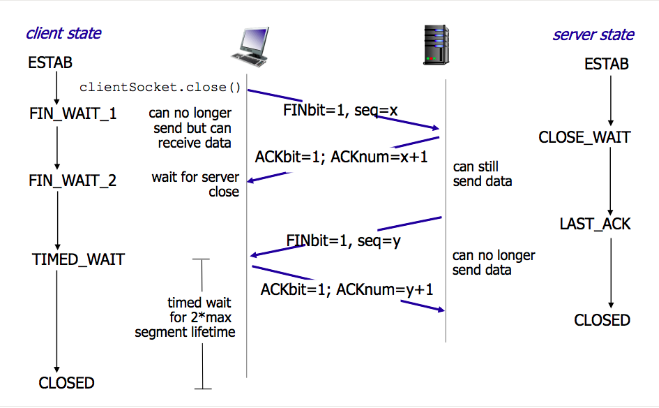 client state
server state
ESTAB
ESTAB
clientSocket.close()
FINbit=1, seq=x
FIN_WAIT_1
can no longer
send but can
receive data
CLOSE_WAIT
ACKbit=1; ACKnum=x+1
FIN_WAIT_2
wait for server
close
can still
send data
LAST_ACK
FINbit=1, seq=y
TIMED_WAIT
can no longer
send data
ACKbit=1; ACKnum=y+1
timed wait
for 2*max
segment lifetime
CLOSED
CLOSED